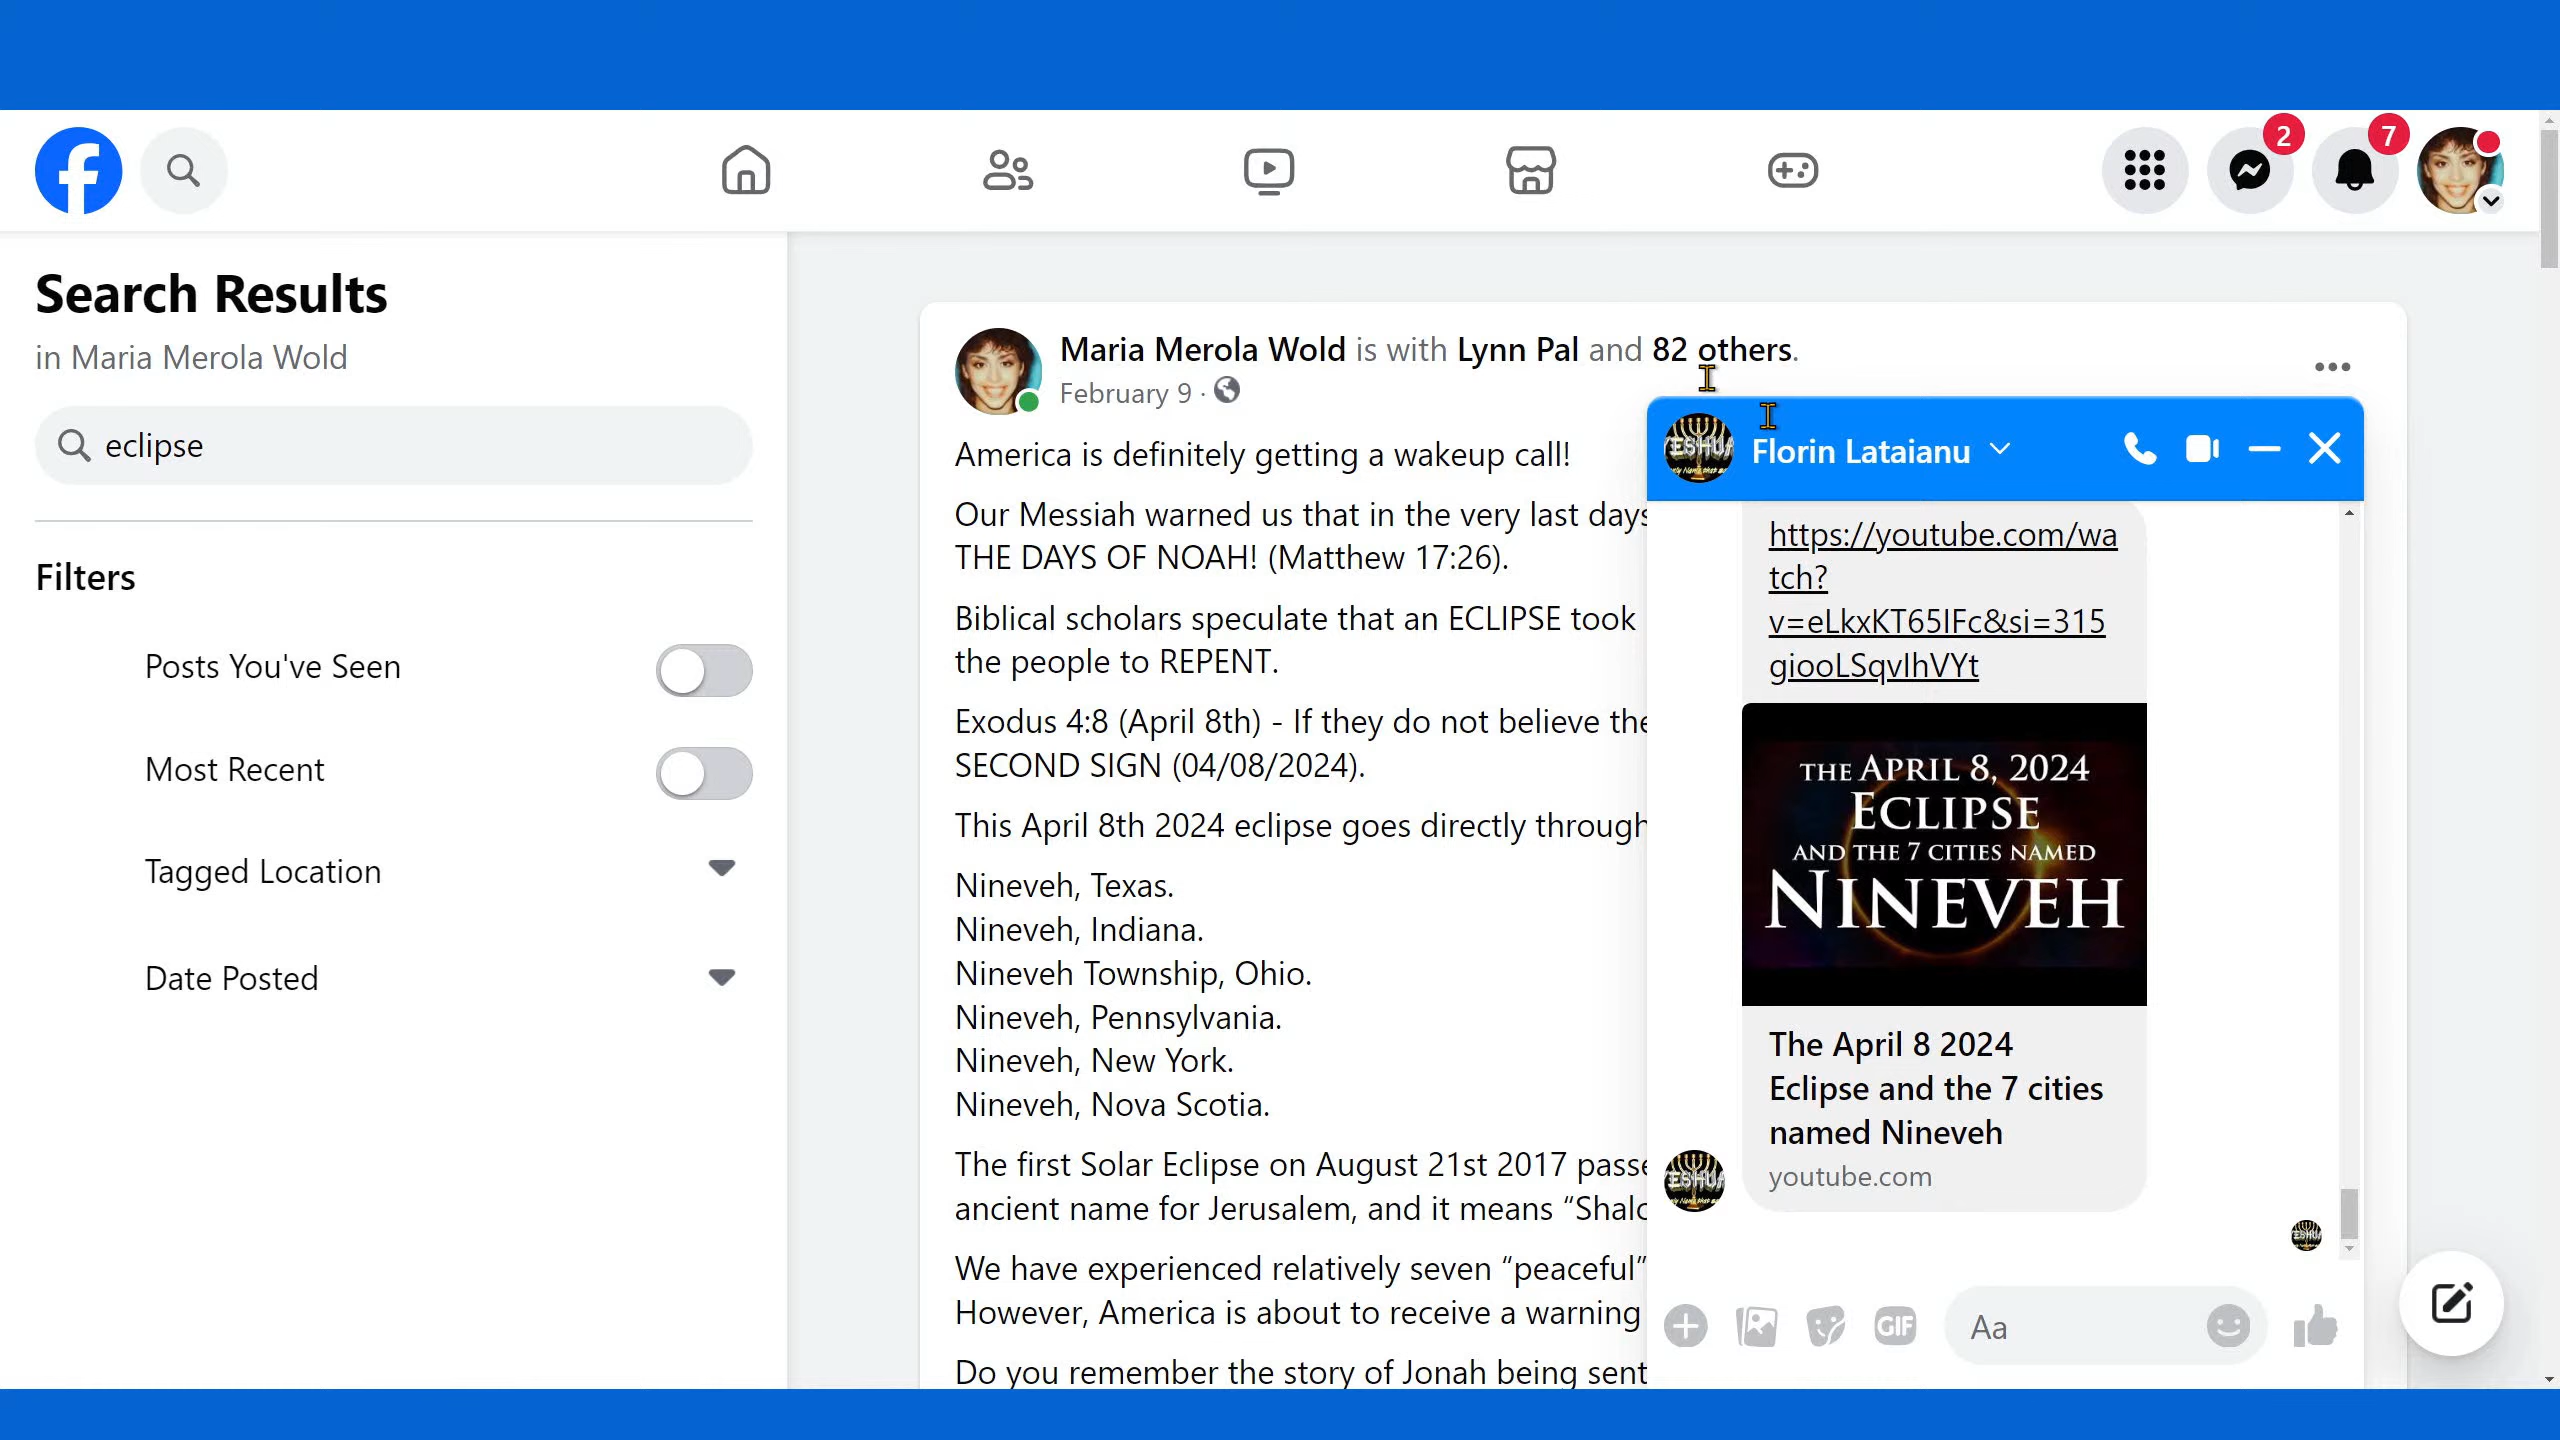 2
7
Search Results
in Maria Merola Wold
eclipse
Filters
Posts You've Seen
Most Recent
Tagged Location
Date Posted
Maria Merola Wold is with Lynn Pal and 82 others.
February 9 ·
America is definitely getting a wakeup call!
Our Messiah warned us that in the very last days
THE DAYS OF NOAH! (Matthew 17:26).
Biblical scholars speculate that an ECLIPSE took
the people to REPENT.
Exodus 4:8 (April 8th) - If they do not believe the
SECOND SIGN (04/08/2024).
This April 8th 2024 eclipse goes directly through
Nineveh, Texas.
Nineveh, Indiana.
Nineveh Township, Ohio.
Nineveh, Pennsylvania.
Nineveh, New York.
Nineveh, Nova Scotia.
The first Solar Eclipse on August 21st 2017 passe
ancient name for Jerusalem, and it means “Shalo
We have experienced relatively seven “peaceful”
However, America is about to receive a warning
Do you remember the story of Jonah being sent
Florin Lataianu
https://youtube.com/wa
tch?
v=eLkxKT65IFc&si=315
giooLSqvIhVYt
THE APRIL 8, 2024
ECLIPSE
AND THE 7 CITIES NAMED
NINEVEH
The April 8 2024
Eclipse and the 7 cities
named Nineveh
youtube.com
GIF
Aa